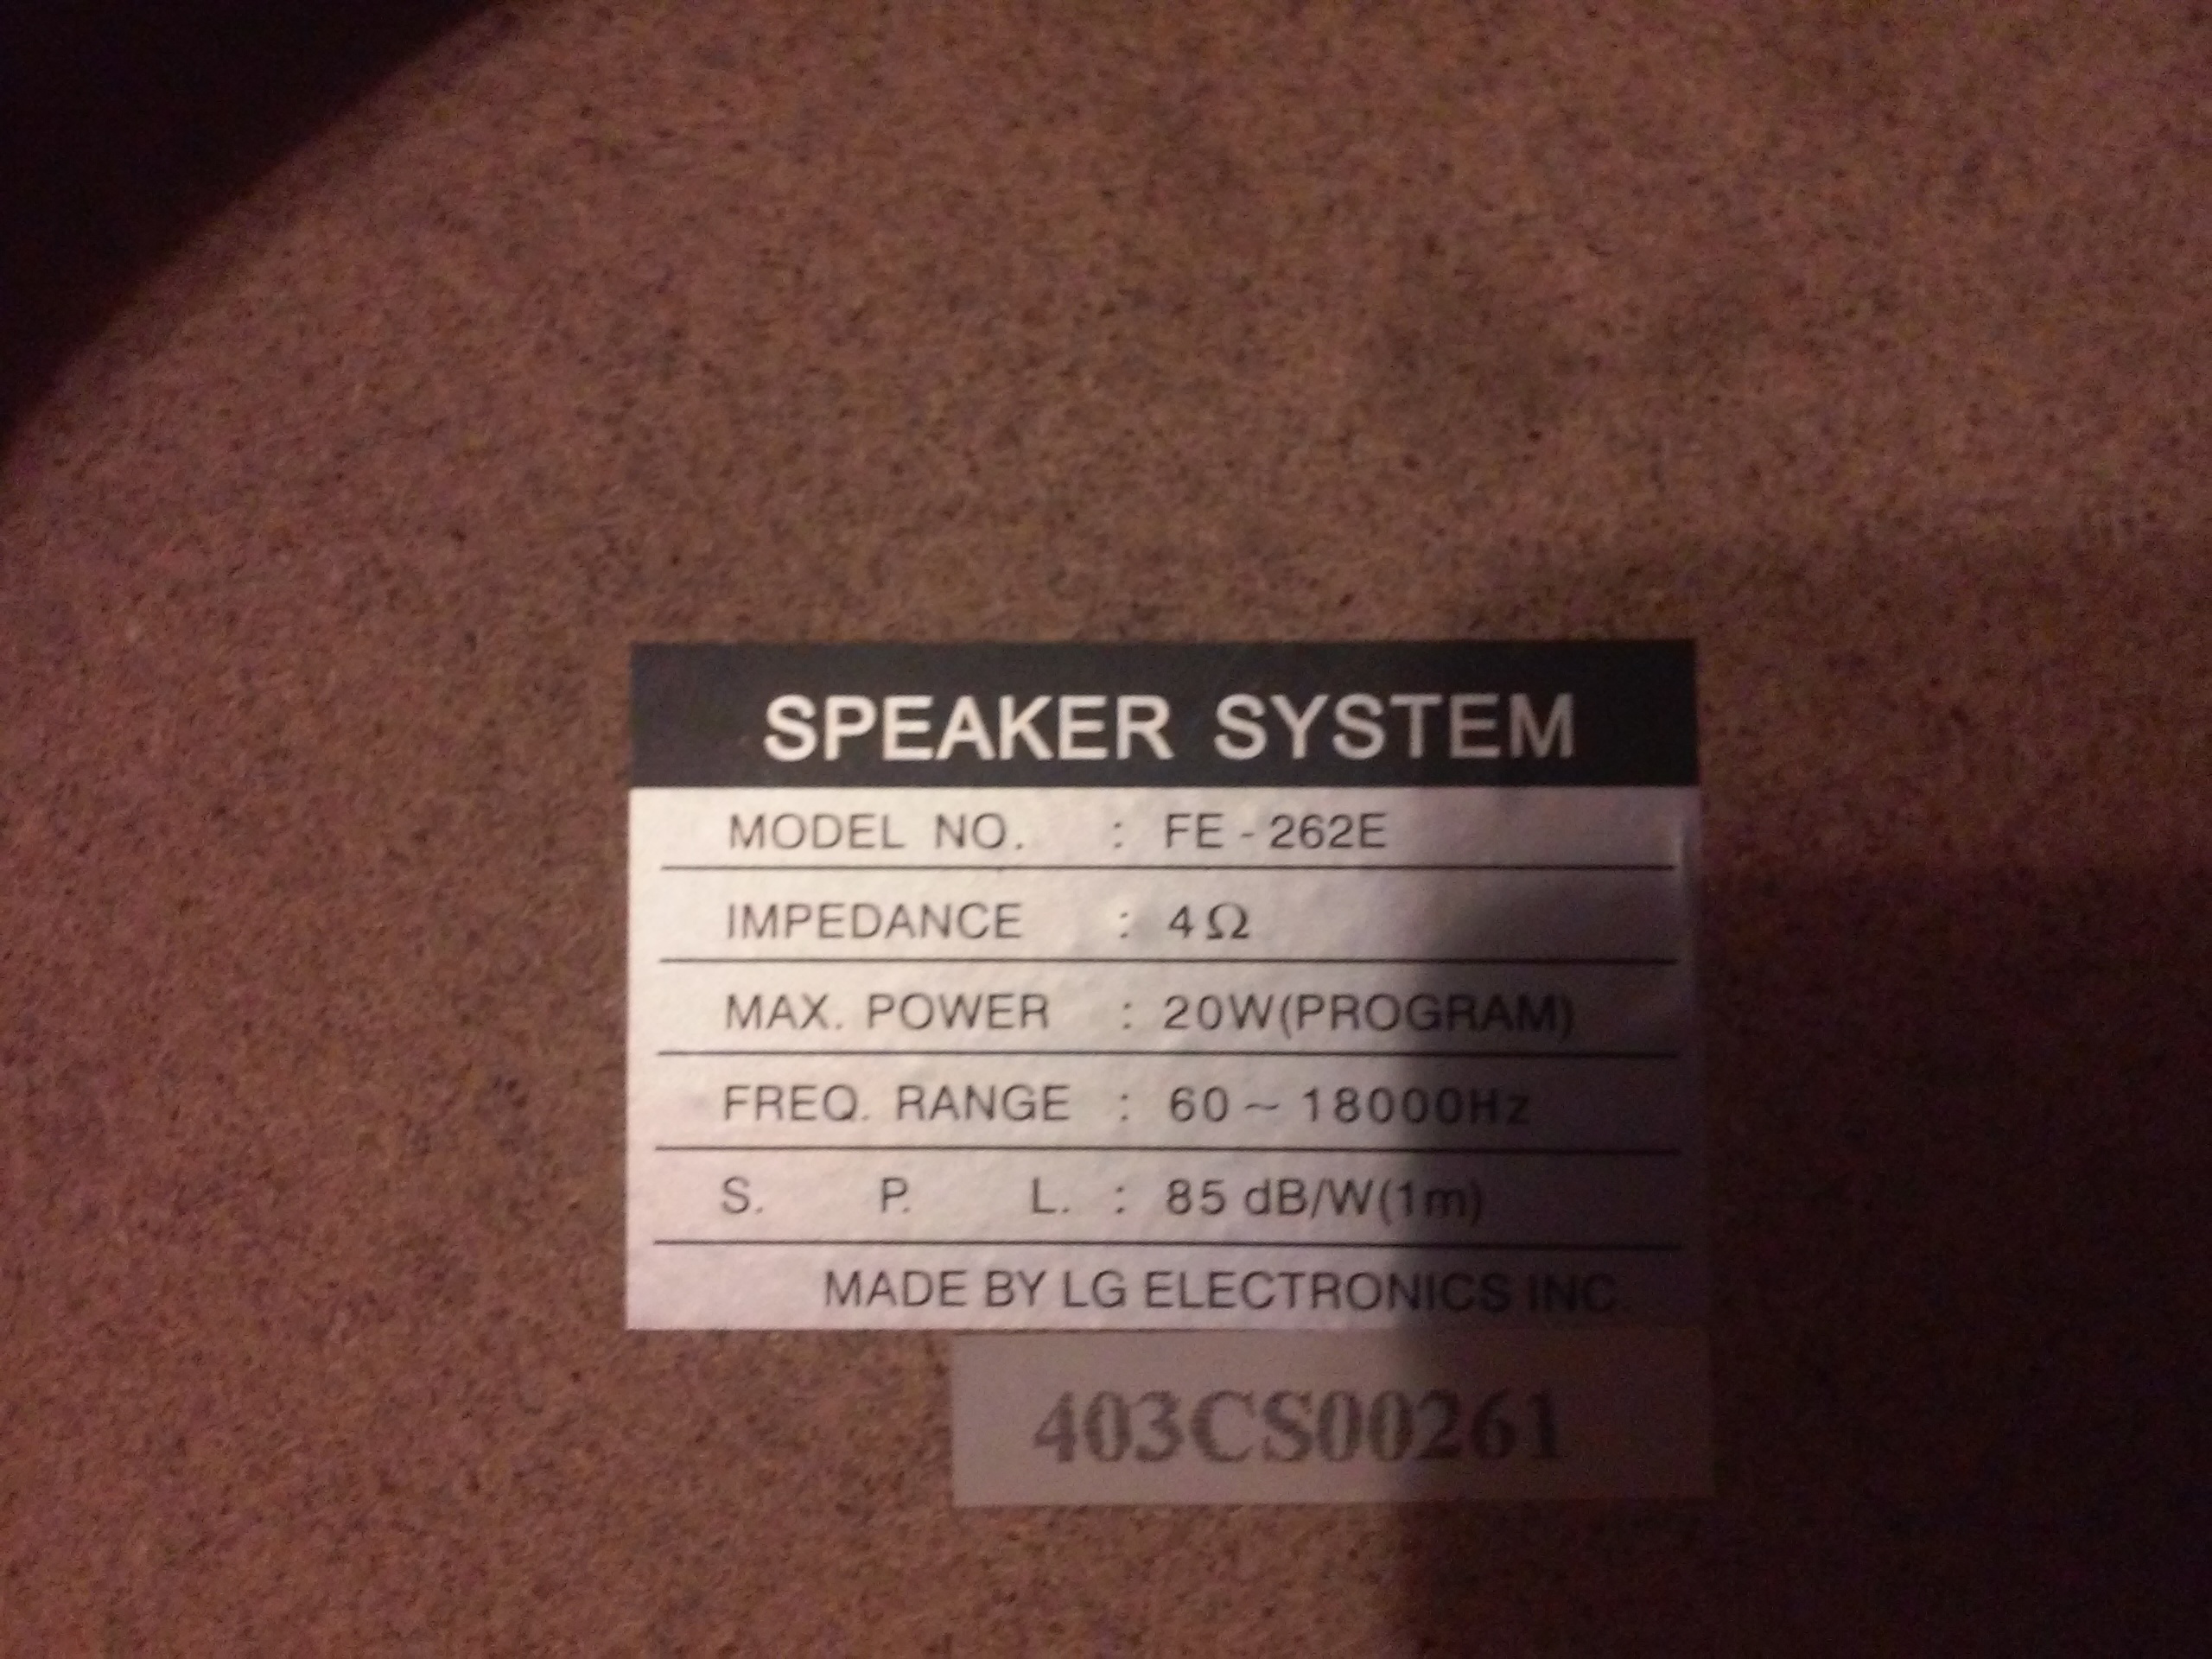 SPEAKER SYSTEM
MODEL NO. : FE - 262E
IMPEDANCE : 4Ω
MAX. POWER : 20W(PROGRAM)
FREQ. RANGE : 60 ~ 18000Hz
S. P. L. : 85 dB/W(1m)
MADE BY LG ELECTRONICS INC.
403CS00261